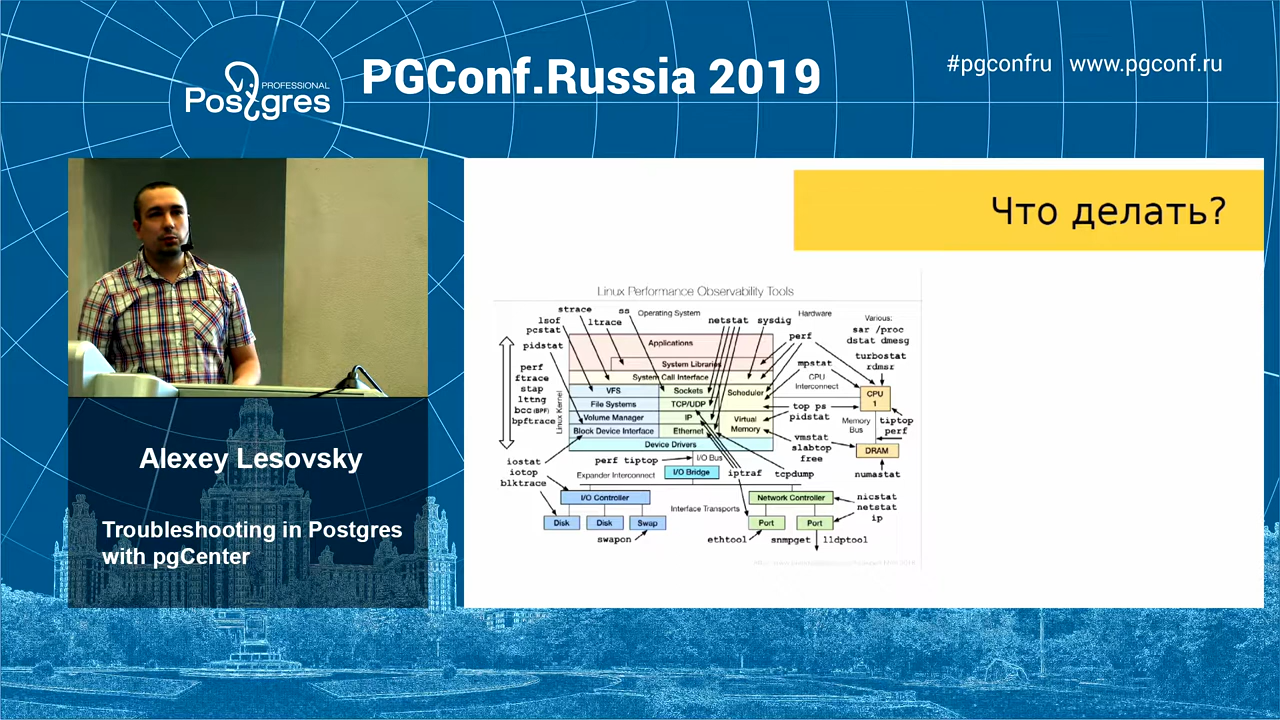 PROFESSIONAL
Postgres
PGConf.Russia 2019
#pgconfru www.pgconf.ru
Что делать?
Linux Performance Observability Tools
strace
ss
Operating System
Hardware
Various:
lsof
ltrace
netstat
sysdig
sar /proc
pcstat
dstat dmesg
pidstat
Applications
perf
turbostat
rdmsr
System Libraries
mpstat
System Call Interface
CPU
Interconnect
perf
ftrace
stap
lttng
bcc (BPF)
bpftrace
Linux Kernel
VFS
Sockets
Scheduler
File Systems
TCP/UDP
Volume Manager
IP
Virtual
Memory
Block Device Interface
Ethernet
Device Drivers
CPU
1
top ps
pidstat
Memory
Bus
tiptop
perf
vmstat
slabtop
free
DRAM
numastat
iostat
iotop
blktrace
perf tiptop
I/O Bus
Expander Interconnect
I/O Bridge
iptraf
tcpdump
I/O Controller
Network Controller
nicstat
netstat
ip
Interface Transports
Disk
Disk
Swap
Port
Port
swapon
ethtool
snmpget
lldptool
Alexey Lesovsky
Troubleshooting in Postgres
with pgCenter